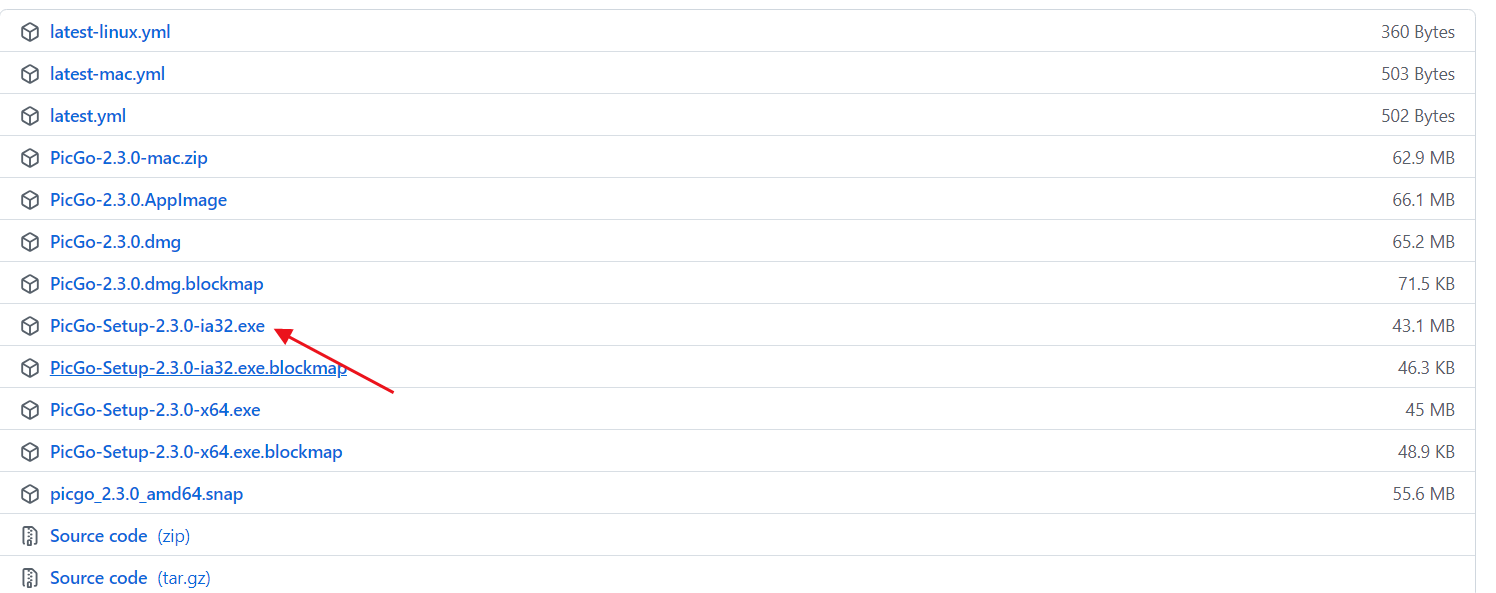 latest-linux.yml 360 Bytes
latest-mac.yml 503 Bytes
latest.yml 502 Bytes
PicGo-2.3.0-mac.zip 62.9 MB
PicGo-2.3.0.AppImage 66.1 MB
PicGo-2.3.0.dmg 65.2 MB
PicGo-2.3.0.dmg.blockmap 71.5 KB
PicGo-Setup-2.3.0-ia32.exe 43.1 MB
PicGo-Setup-2.3.0-ia32.exe.blockmap 46.3 KB
PicGo-Setup-2.3.0-x64.exe 45 MB
PicGo-Setup-2.3.0-x64.exe.blockmap 48.9 KB
picgo_2.3.0_amd64.snap 55.6 MB
Source code (zip)
Source code (tar.gz)